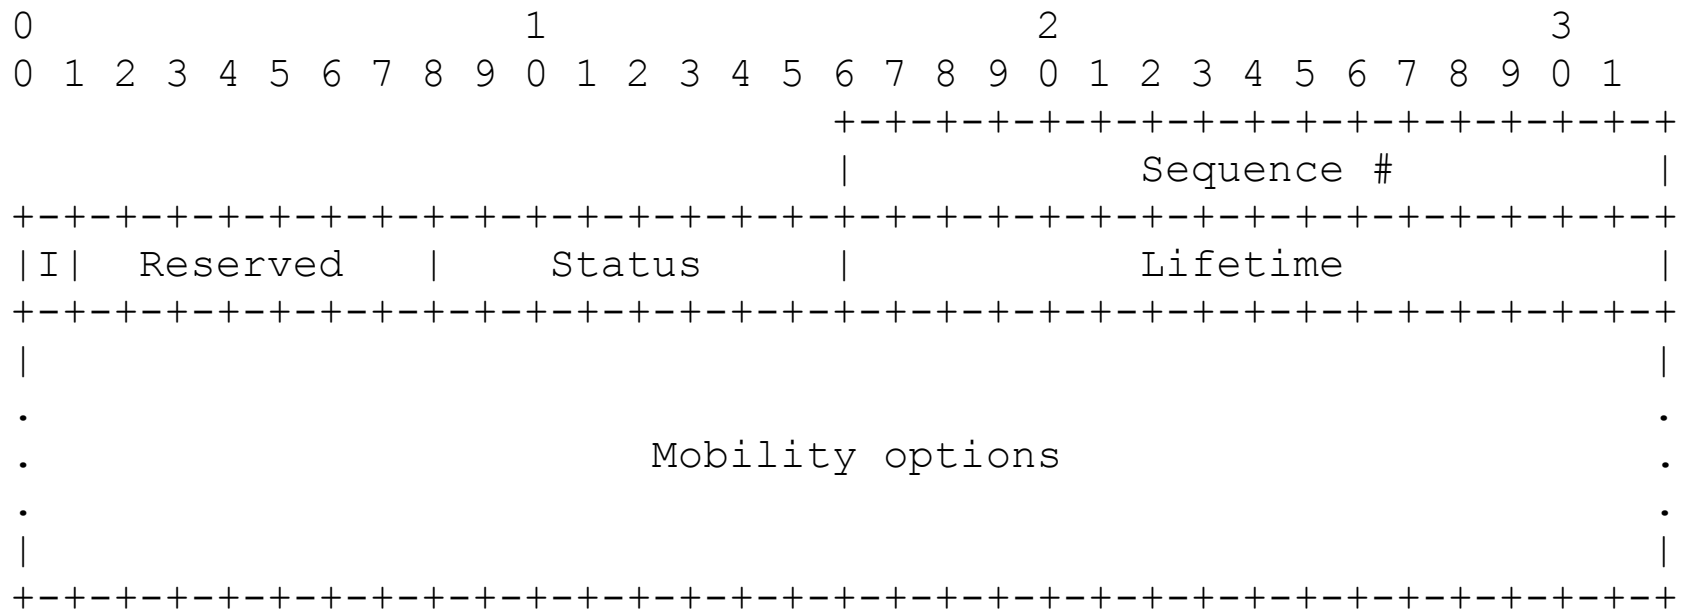 0                   1                   2                   3
0 1 2 3 4 5 6 7 8 9 0 1 2 3 4 5 6 7 8 9 0 1 2 3 4 5 6 7 8 9 0 1
                                +-+-+-+-+-+-+-+-+-+-+-+-+-+-+-+-+
                                |           Sequence #          |
+-+-+-+-+-+-+-+-+-+-+-+-+-+-+-+-+-+-+-+-+-+-+-+-+-+-+-+-+-+-+-+-+
|I|  Reserved   |    Status     |           Lifetime            |
+-+-+-+-+-+-+-+-+-+-+-+-+-+-+-+-+-+-+-+-+-+-+-+-+-+-+-+-+-+-+-+-+
|                                                               |
.                                                               .
.                        Mobility options                       .
.                                                               .
|                                                               |
+-+-+-+-+-+-+-+-+-+-+-+-+-+-+-+-+-+-+-+-+-+-+-+-+-+-+-+-+-+-+-+-+